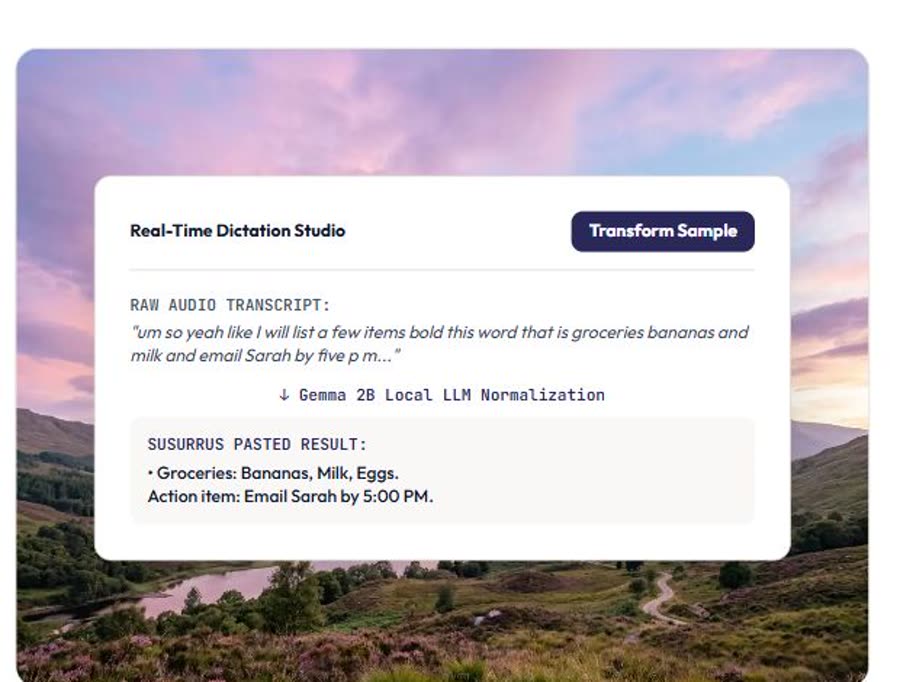 Real-Time Dictation Studio
Transform Sample
RAW AUDIO TRANSCRIPT:
"um so yeah like I will list a few items bold this word that is groceries bananas and
milk and email Sarah by five p m..."
↓ Gemma 2B Local LLM Normalization
SUSURRUS PASTED RESULT:
• Groceries: Bananas, Milk, Eggs.
Action item: Email Sarah by 5:00 PM.